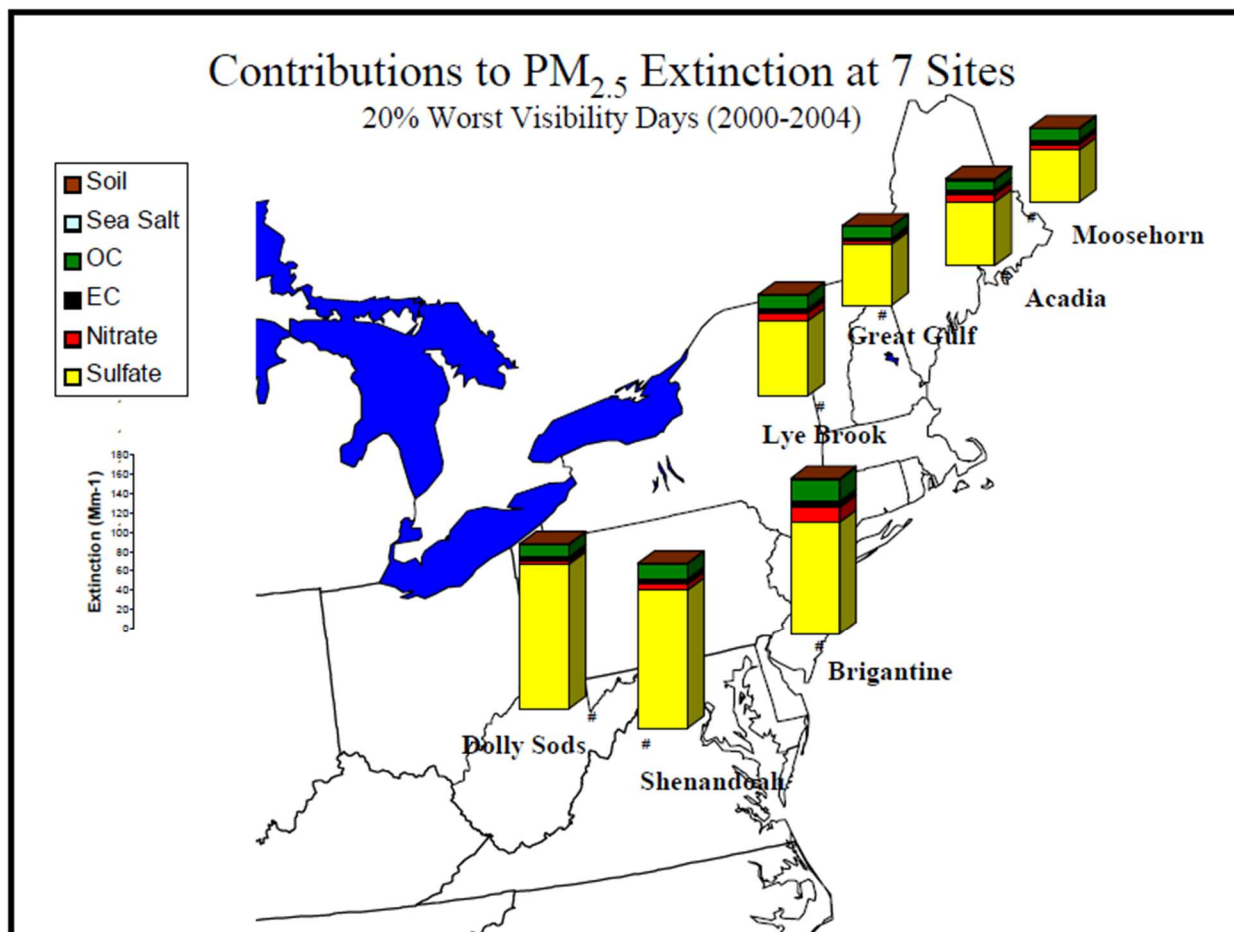 Contributions to PM2.5 Extinction at 7 Sites
20% Worst Visibility Days (2000-2004)
Soil
Sea Salt
OC
EC
Nitrate
Sulfate
Extinction (Mm-1)
180
160
140
120
100
80
60
40
20
0
Moosehorn
#
Acadia
#
Great Gulf
#
Lye Brook
#
Brigantine
#
Dolly Sods
#
Shenandoah
#